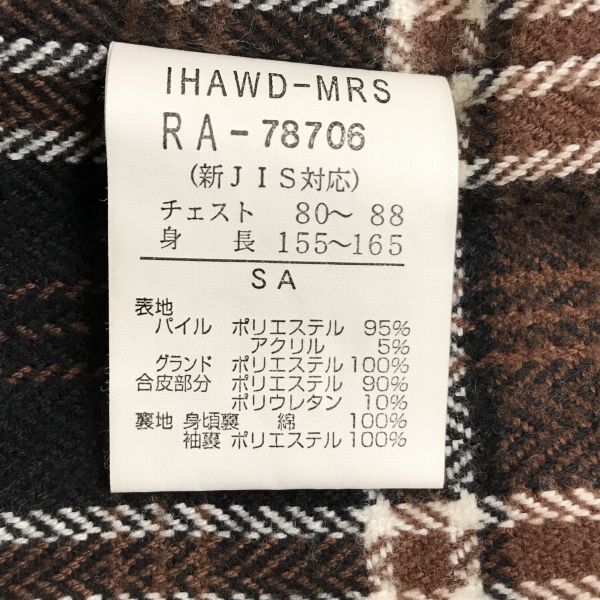 IHAWD-MRS
RA-78706
(新JIS対応)
チェスト 80～ 88
身 長 155～165
SA
表地
パイル ポリエステル 95%
アクリル 5%
グランド ポリエステル 100%
合皮部分 ポリエステル 90%
ポリウレタン 10%
裏地 身頃裏 綿 100%
袖裏 ポリエステル 100%